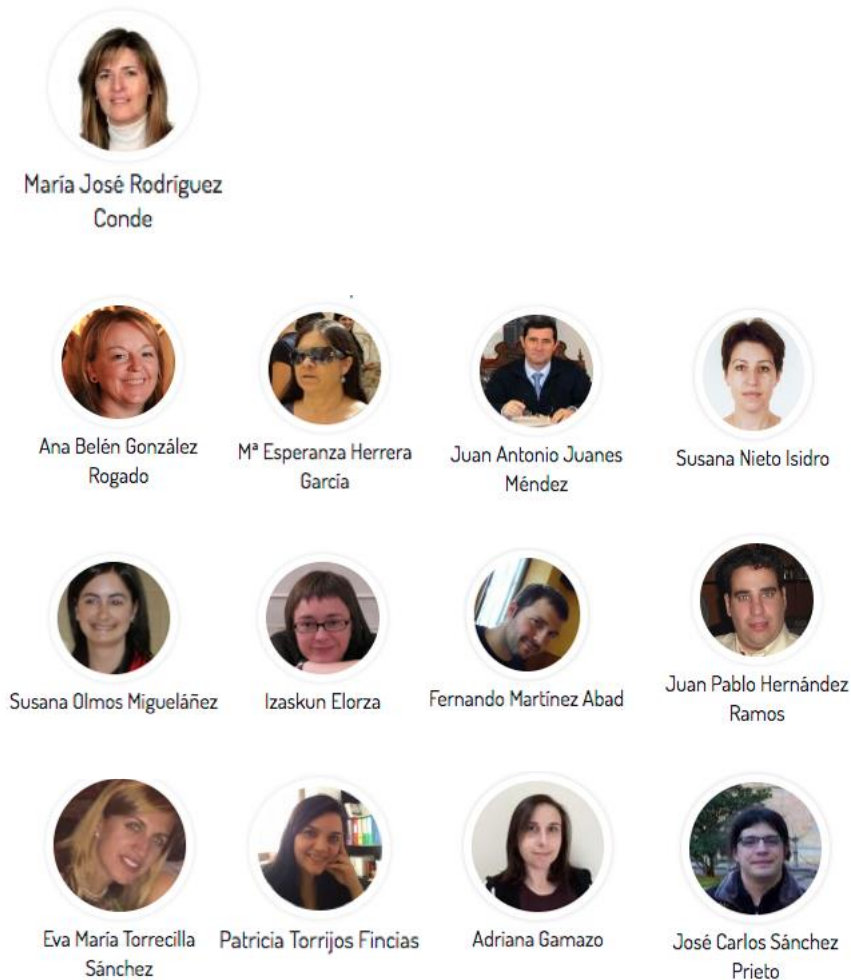 María José Rodríguez
Conde
Ana Belén González
Rogado
Mª Esperanza Herrera
García
Juan Antonio Juanes
Méndez
Susana Nieto Isidro
Susana Olmos Migueláñez
Izaskun Elorza
Fernando Martínez Abad
Juan Pablo Hernández
Ramos
Eva María Torrecilla
Sánchez
Patricia Torrijos Fincias
Adriana Gamazo
José Carlos Sánchez
Prieto